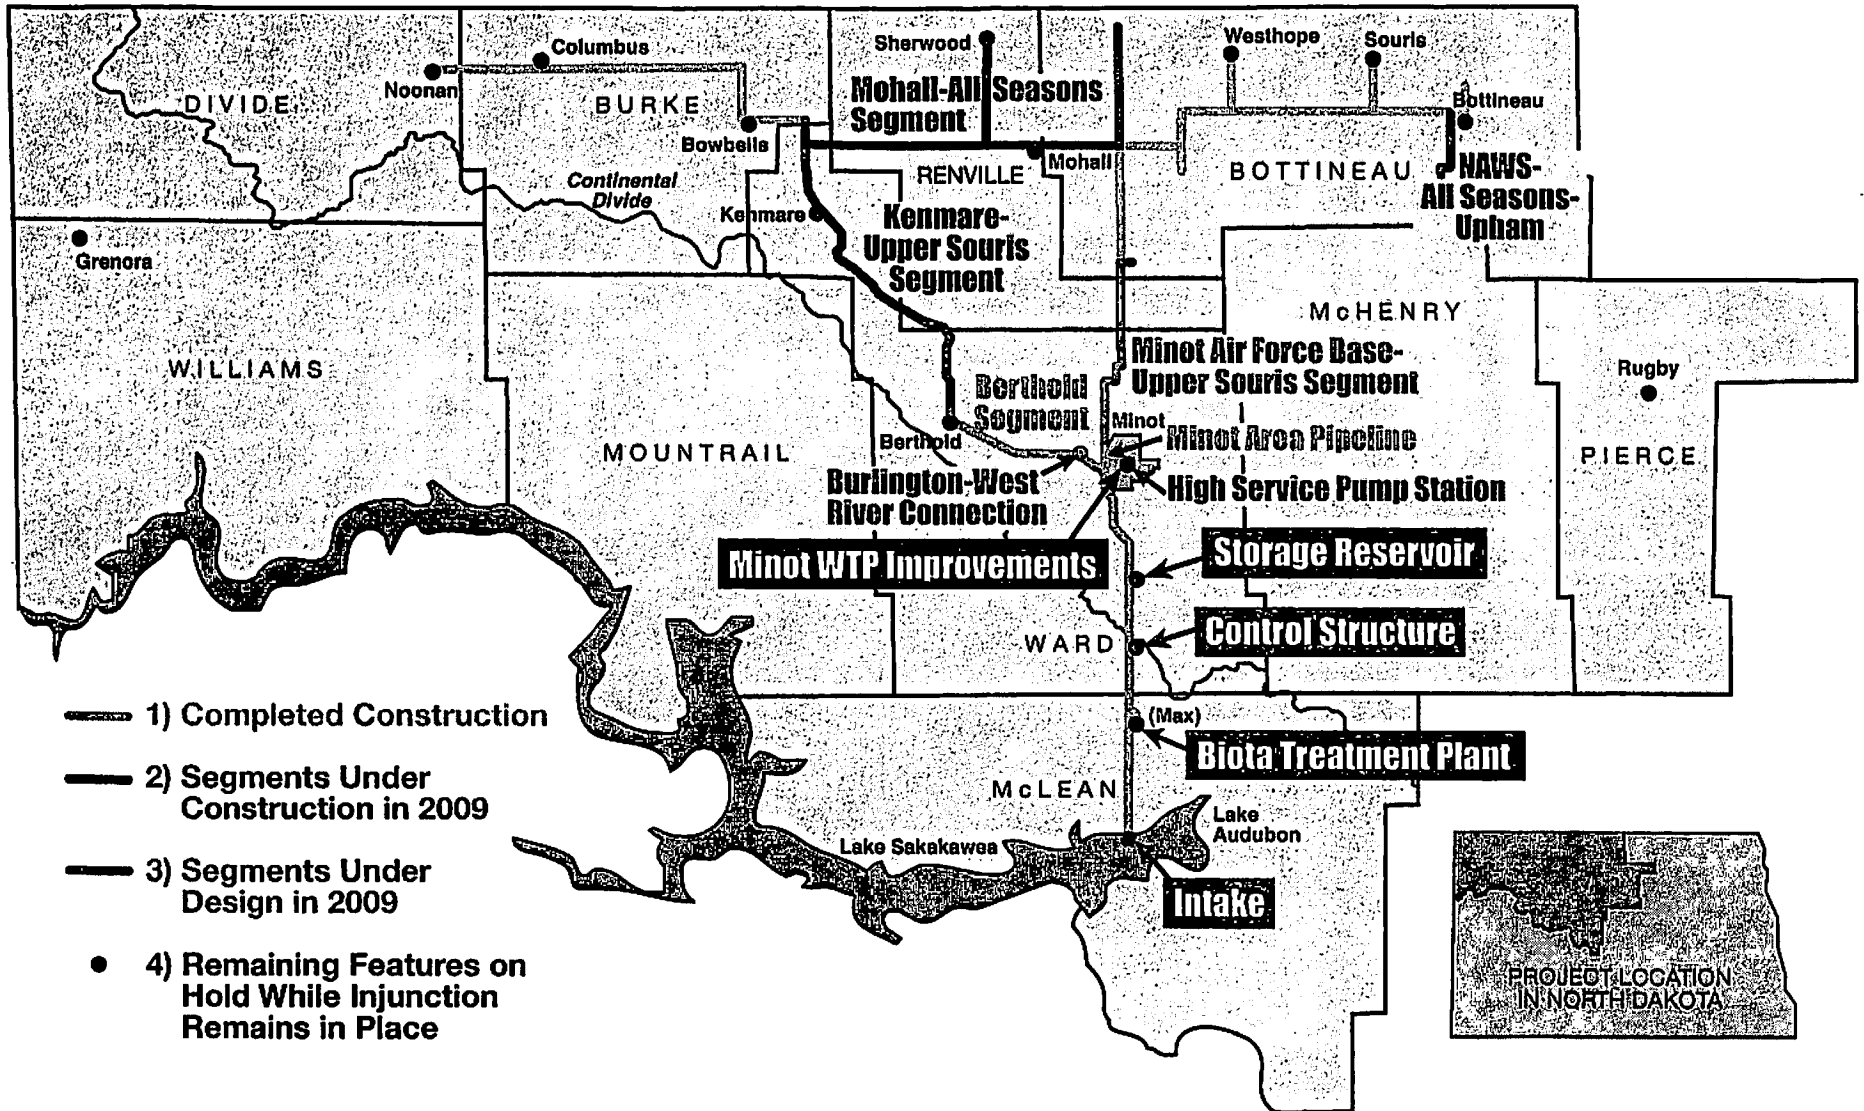 Columbus
Noonan
DIVIDE
BURKE
Bowbells
Sherwood
Mohall-All Seasons
Segment
Mohall
RENVILLE
Westhope
Souris
Bottineau
BOTTINEAU
NAWS-
All Seasons-
Upham
Continental
Divide
Kenmare
Kenmare-
Upper Souris
Segment
Grenora
WILLIAMS
McHENRY
Minot Air Force Base-
Upper Souris Segment
Rugby
PIERCE
Berthold
Segment
Berthold
Minot
Minot Area Pipeline
MOUNTRAIL
Burlington-West
River Connection
High Service Pump Station
Minot WTP Improvements
Storage Reservoir
Control Structure
WARD
(Max)
Biota Treatment Plant
McLEAN
Lake
Audubon
Lake Sakakawea
Intake
1) Completed Construction
2) Segments Under
Construction in 2009
3) Segments Under
Design in 2009
4) Remaining Features on
Hold While Injunction
Remains in Place
PROJECT LOCATION
IN NORTH DAKOTA